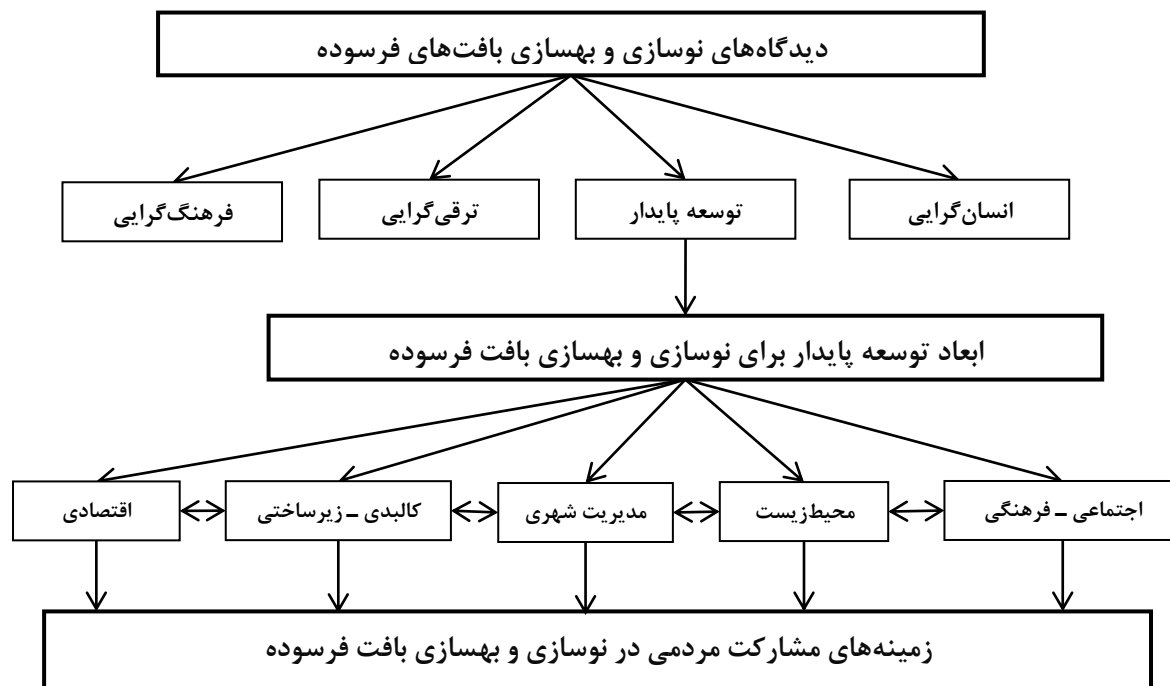 دیدگاه‌های نوسازی و بهسازی بافت‌های فرسوده
انسان‌گرایی
توسعه پایدار
ترقی‌گرایی
فرهنگ‌گرایی
ابعاد توسعه پایدار برای نوسازی و بهسازی بافت فرسوده
اجتماعی ـ فرهنگی
محیط‌زیست
مدیریت شهری
کالبدی ـ زیرساختی
اقتصادی
زمینه‌های مشارکت مردمی در نوسازی و بهسازی بافت فرسوده